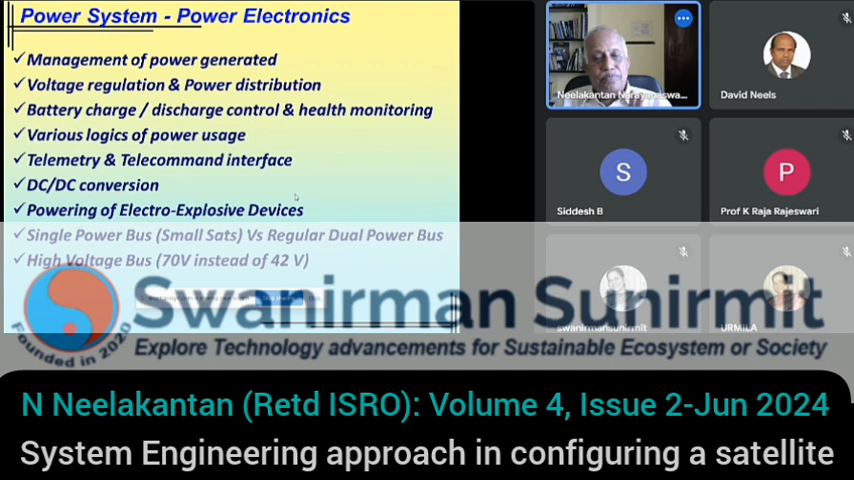 Power System - Power Electronics
✓Management of power generated
✓Voltage regulation & Power distribution
✓Battery charge / discharge control & health monitoring
✓Various logics of power usage
✓Telemetry & Telecommand interface
✓DC/DC conversion
✓Powering of Electro-Explosive Devices
✓Single Power Bus (Small Sats) Vs Regular Dual Power Bus
✓High Voltage Bus (70V instead of 42 V)
Neelakantan Narayanaswa...
David Neels
S
Siddesh B
P
Prof K Raja Rajeswari
swanirmansunirmit
URMILA
Founded in 2020
Swanirman Sunirmit
Explore Technology advancements for Sustainable Ecosystem or Society
N Neelakantan (Retd ISRO): Volume 4, Issue 2-Jun 2024
System Engineering approach in configuring a satellite